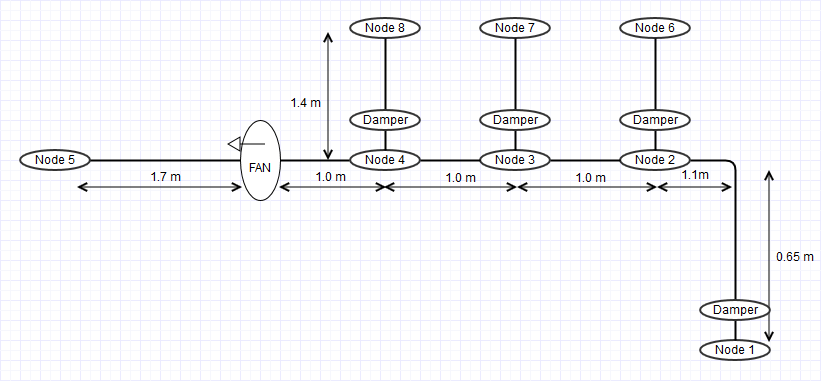 Node 8
Node 7
Node 6
1.4 m
Damper
Damper
Damper
Node 5
FAN
Node 4
Node 3
Node 2
1.7 m
1.0 m
1.0 m
1.0 m
1.1m
0.65 m
Damper
Node 1